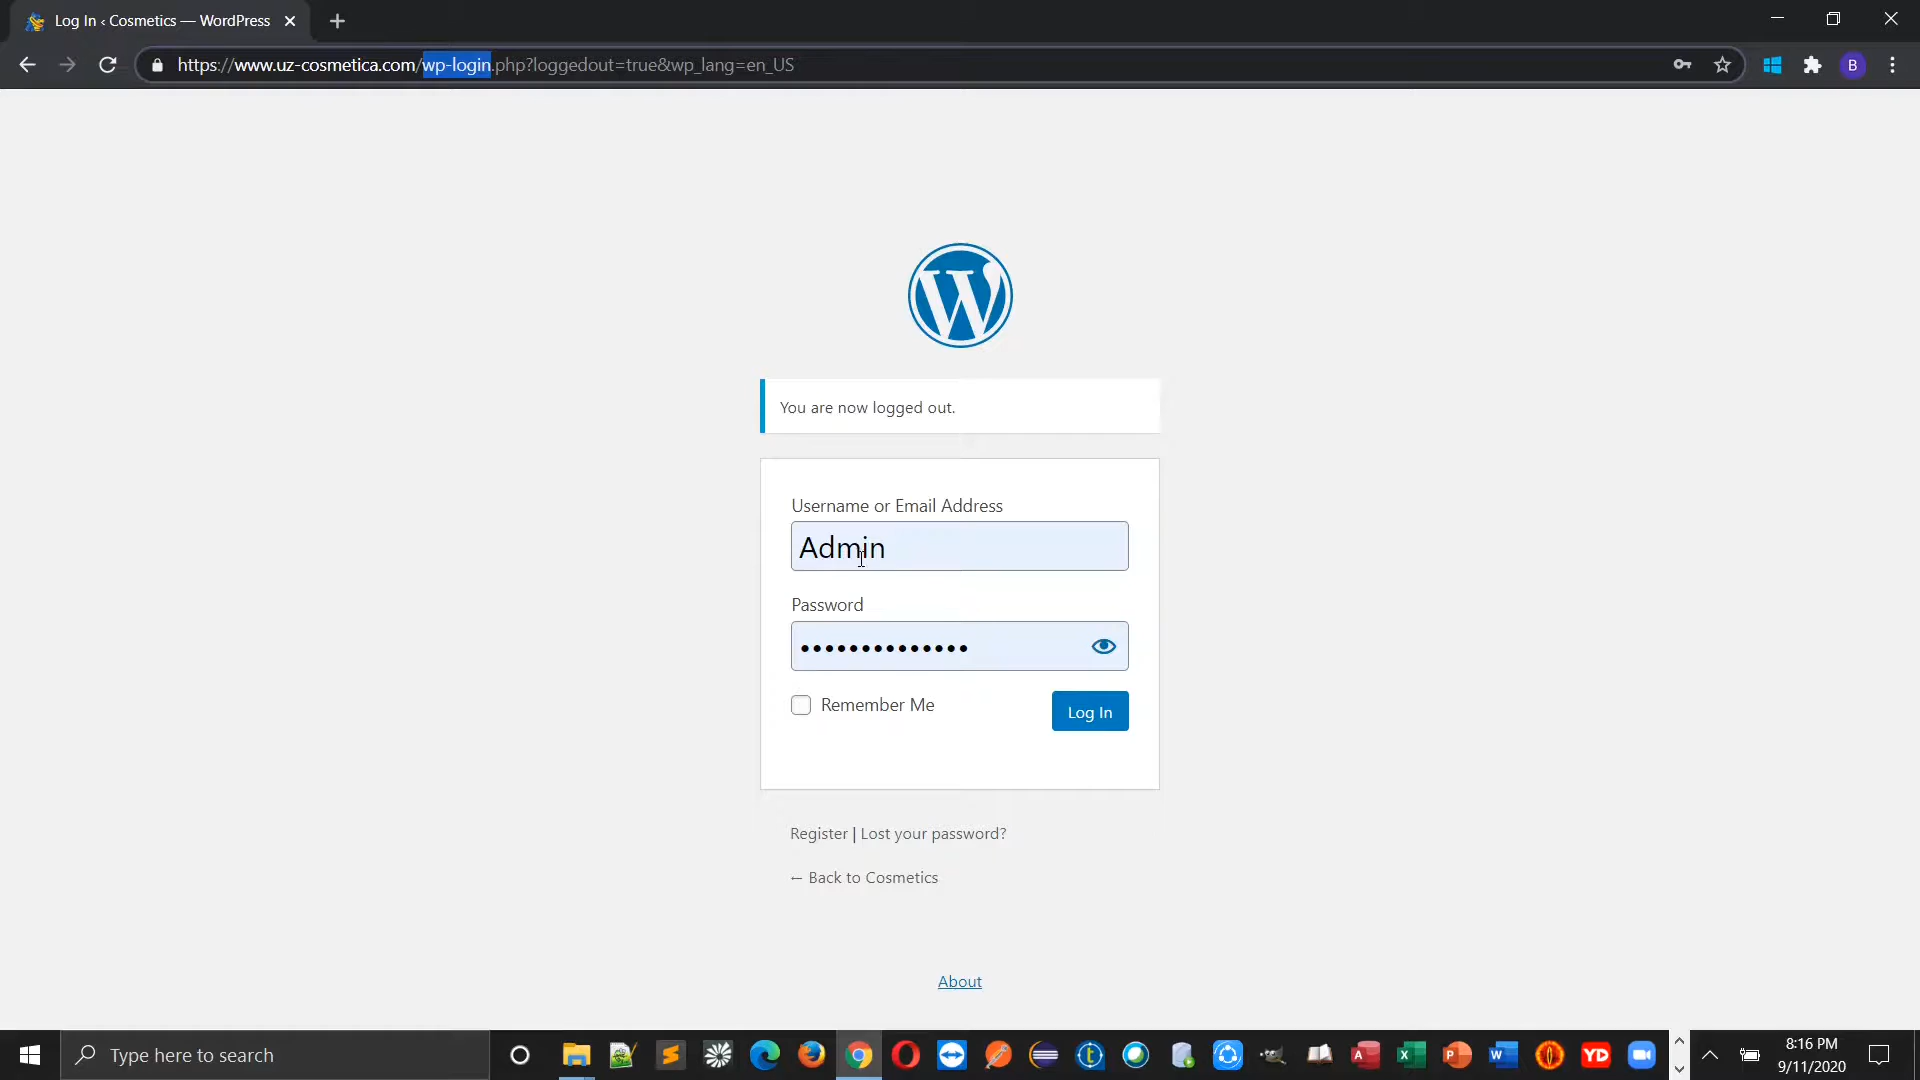 Log In ‹ Cosmetics — WordPress
https://www.uz-cosmetica.com/wp-login.php?loggedout=true&wp_lang=en_US
B
You are now logged out.
Username or Email Address
Admin
Password
Remember Me
Log In
Register | Lost your password?
← Back to Cosmetics
About
Type here to search
YD
8:16 PM
9/11/2020